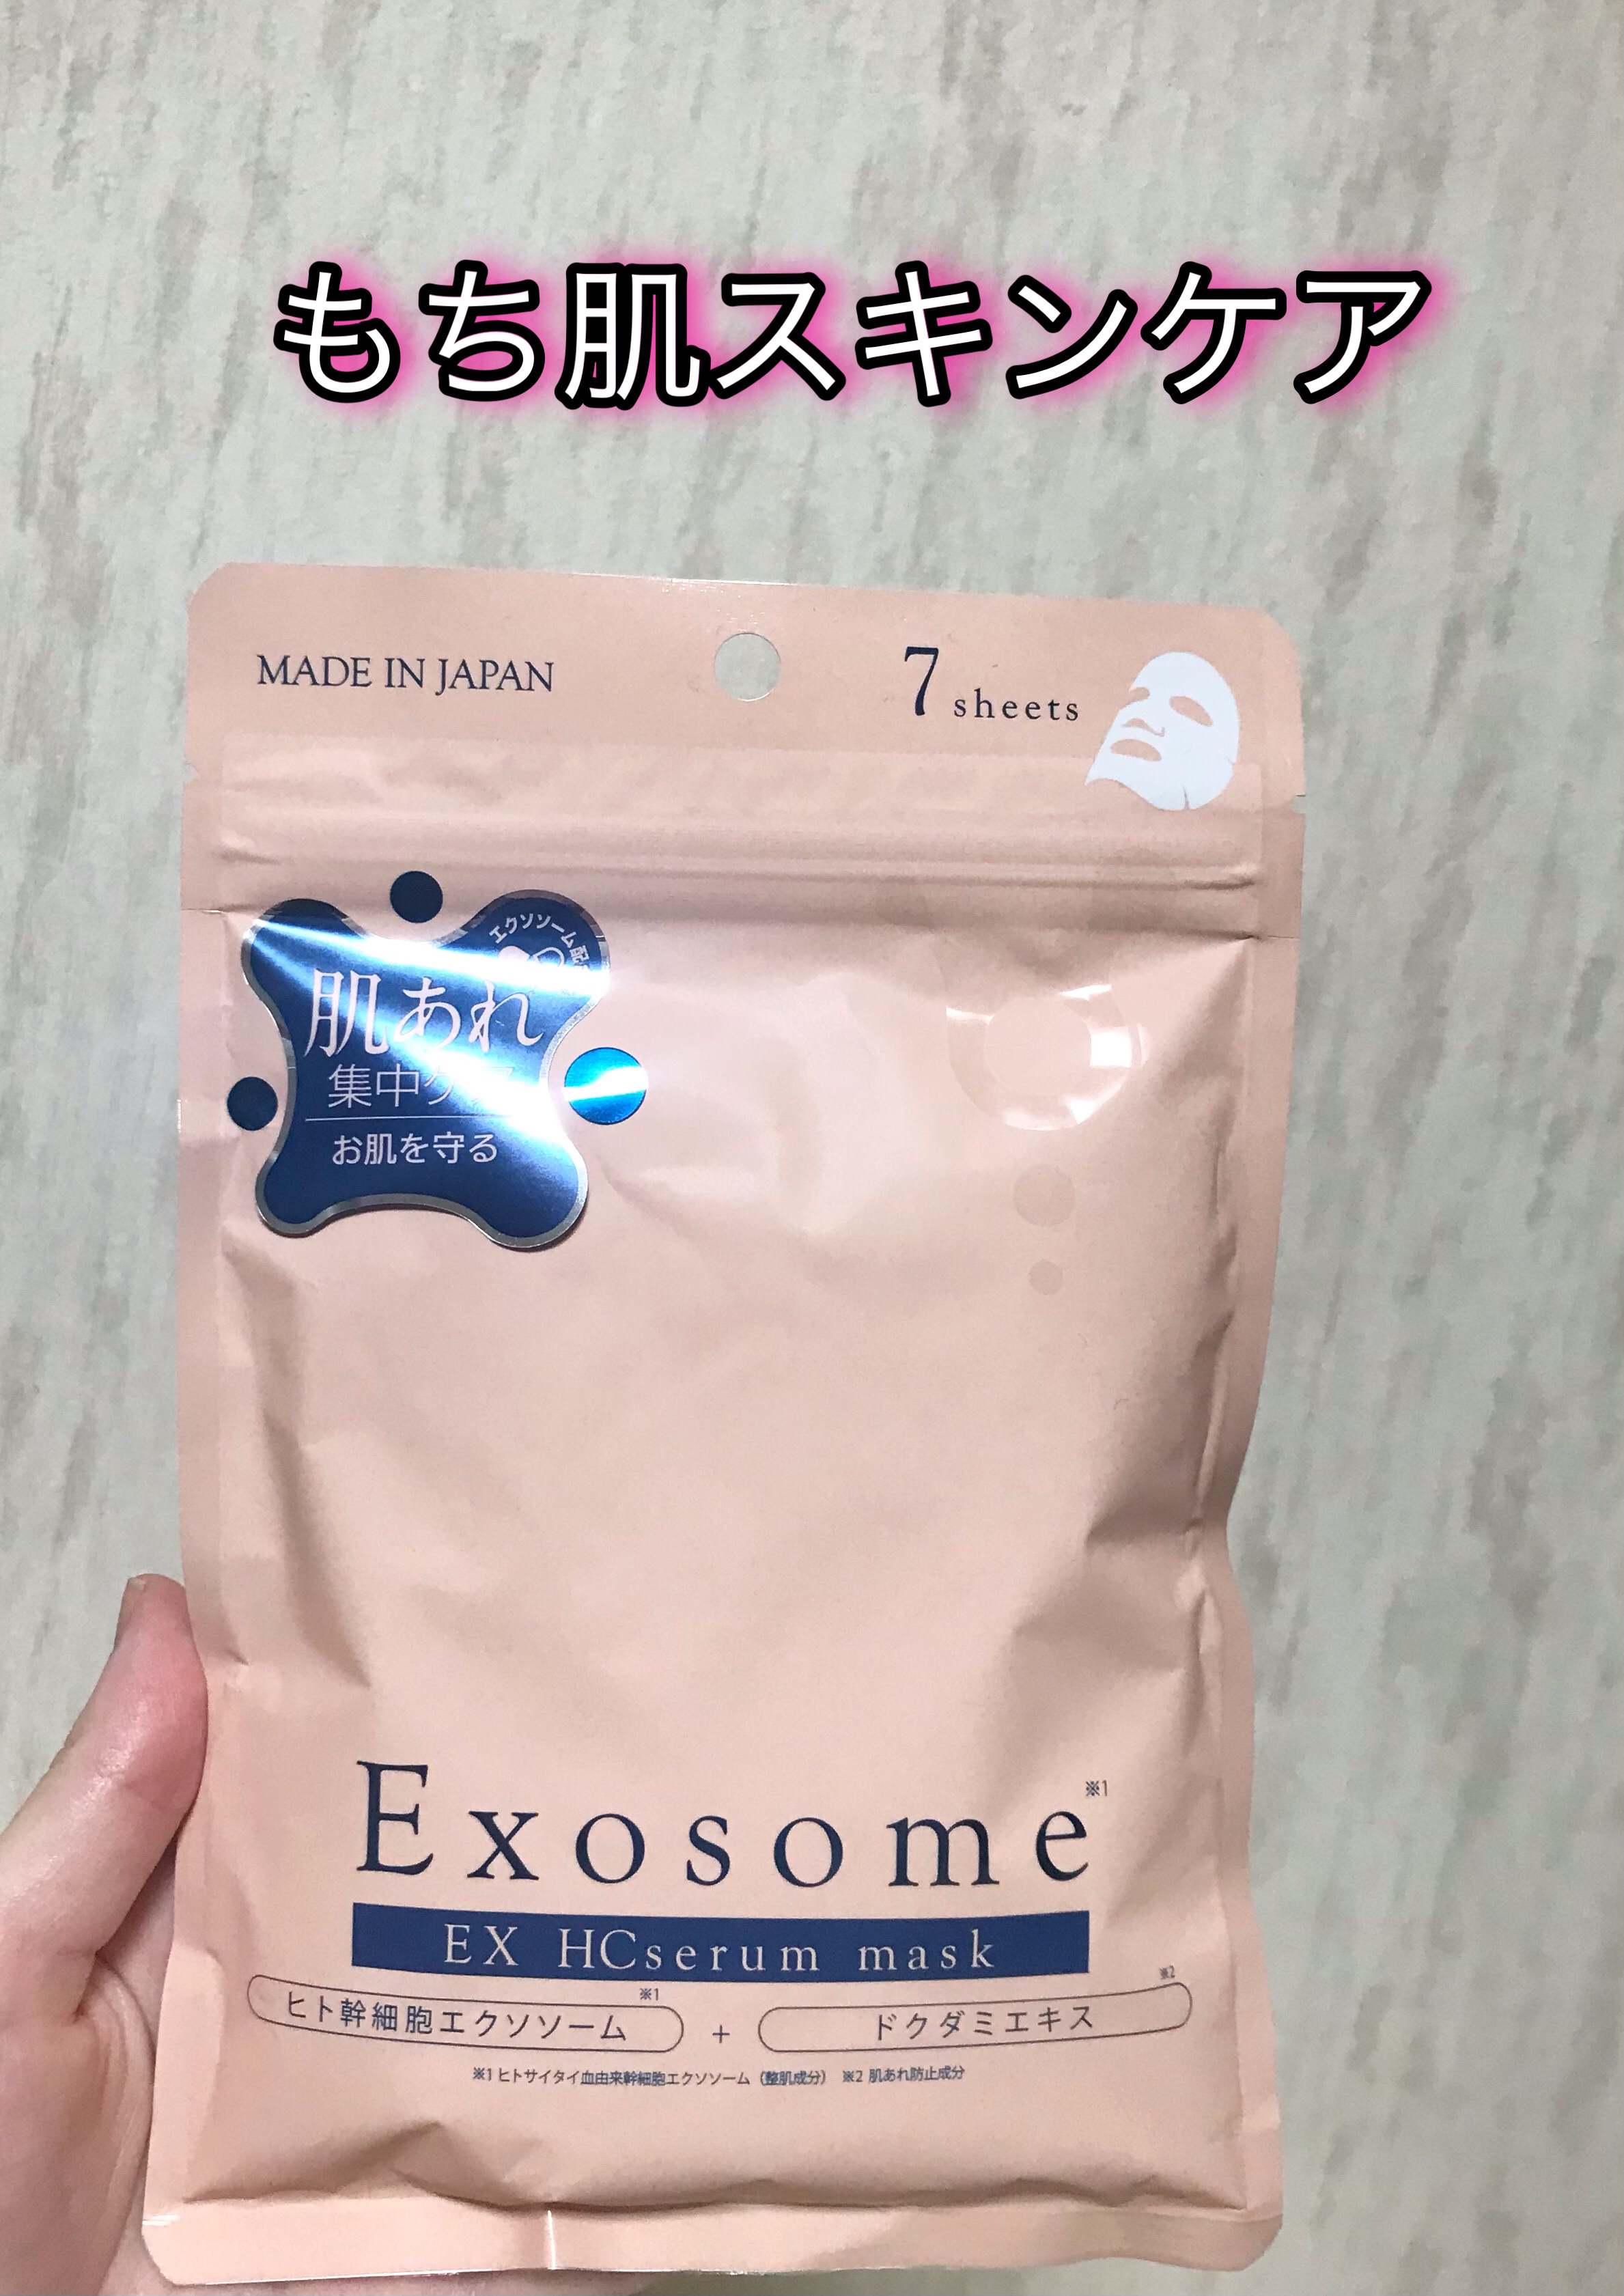 もち肌スキンケア
MADE IN JAPAN
7 sheets
肌あれ
集中ケア
お肌を守る
Exosome※1
EX HCserum mask
ヒト幹細胞エクソソーム※1 + ドクダミエキス※2
※1 ヒトサイタイ血由来幹細胞エクソソーム（整肌成分） ※2 肌あれ防止成分